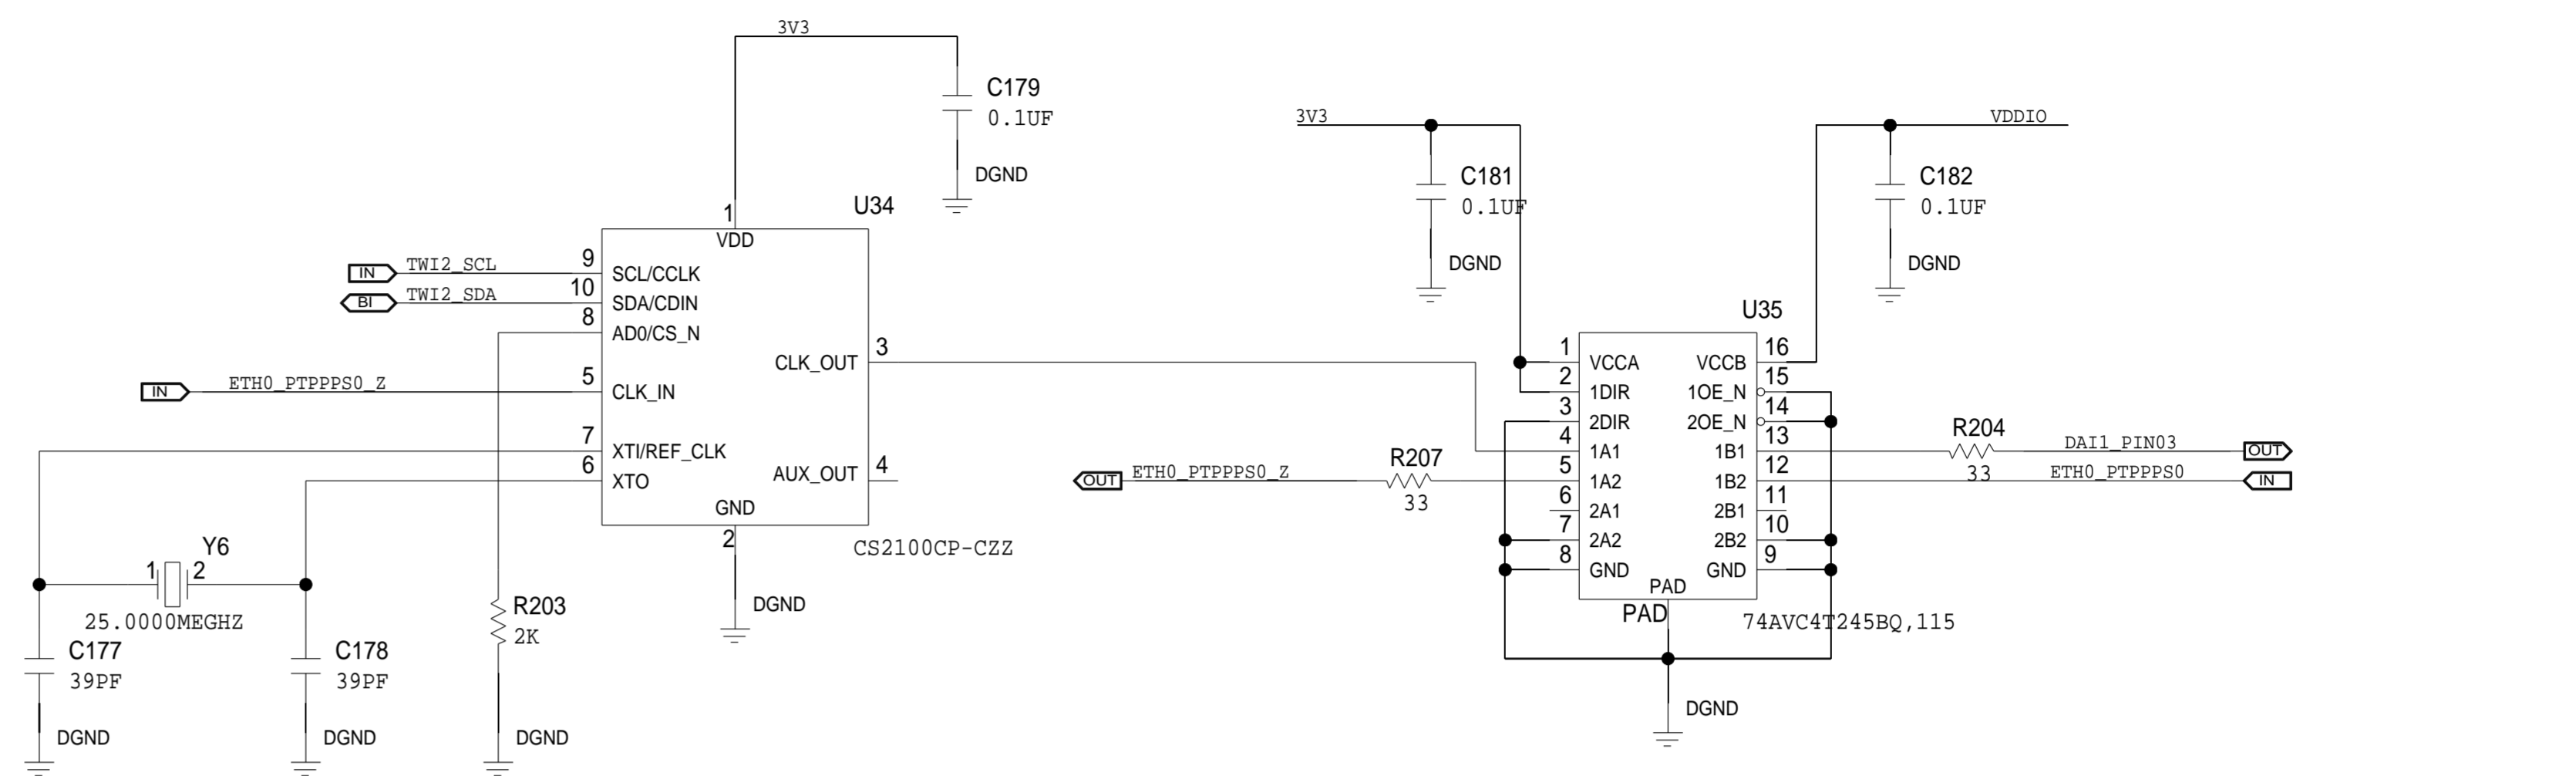 3V3
C179
0.1UF
DGND
3V3
VDDIO
C181
0.1UF
DGND
C182
0.1UF
DGND
U34
1
VDD
IN
TWI2_SCL
9
SCL/CCLK
BI
TWI2_SDA
10
SDA/CDIN
8
AD0/CS_N
IN
ETH0_PTPPPS0_Z
5
CLK_IN
7
XTI/REF_CLK
6
XTO
CLK_OUT
3
AUX_OUT
4
GND
2
CS2100CP-CZZ
DGND
Y6
1
2
25.0000MEGHZ
C177
39PF
DGND
C178
39PF
DGND
R203
2K
DGND
U35
1
VCCA
VCCB
16
2
1DIR
1OE_N
15
3
2DIR
2OE_N
14
4
1A1
1B1
13
5
1A2
1B2
12
6
2A1
2B1
11
7
2A2
2B2
10
8
GND
GND
9
PAD
PAD
74AVC4T245BQ,115
DGND
OUT
ETH0_PTPPPS0_Z
R207
33
R204
33
DAI1_PIN03
OUT
ETH0_PTPPPS0
IN